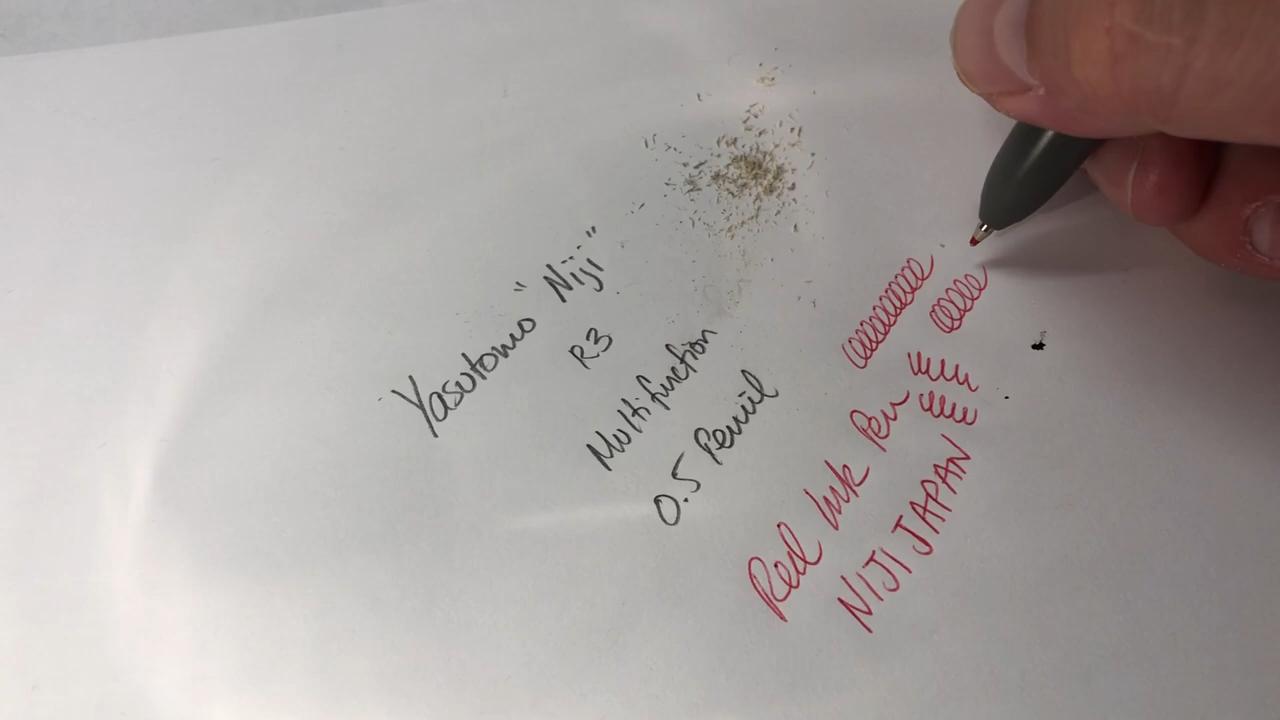 Yasutomo "Niji"
R3
Multifunction
0.5 Pencil
Red Ink Pen
NIJI JAPAN